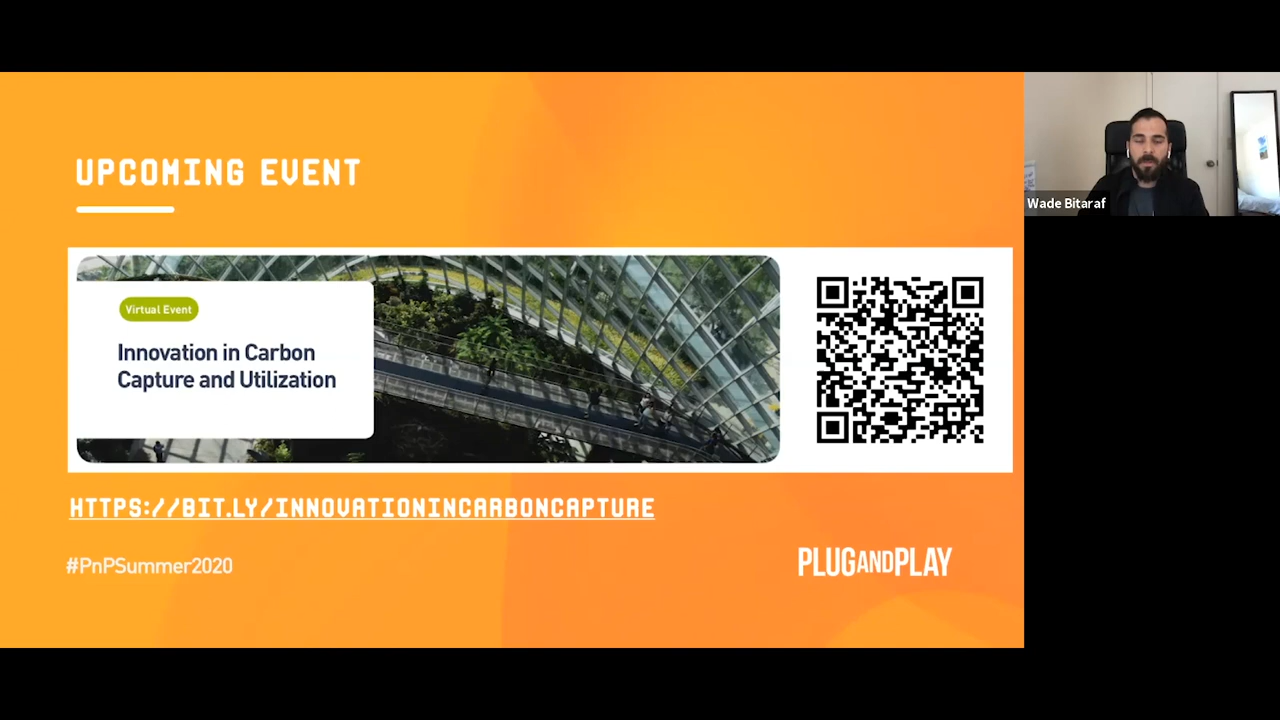 UPCOMING EVENT
Virtual Event
Innovation in Carbon
Capture and Utilization
HTTPS://BIT.LY/INNOVATIONINCARBONCAPTURE
#PnPSummer2020
PLUGANDPLAY
Wade Bitaraf